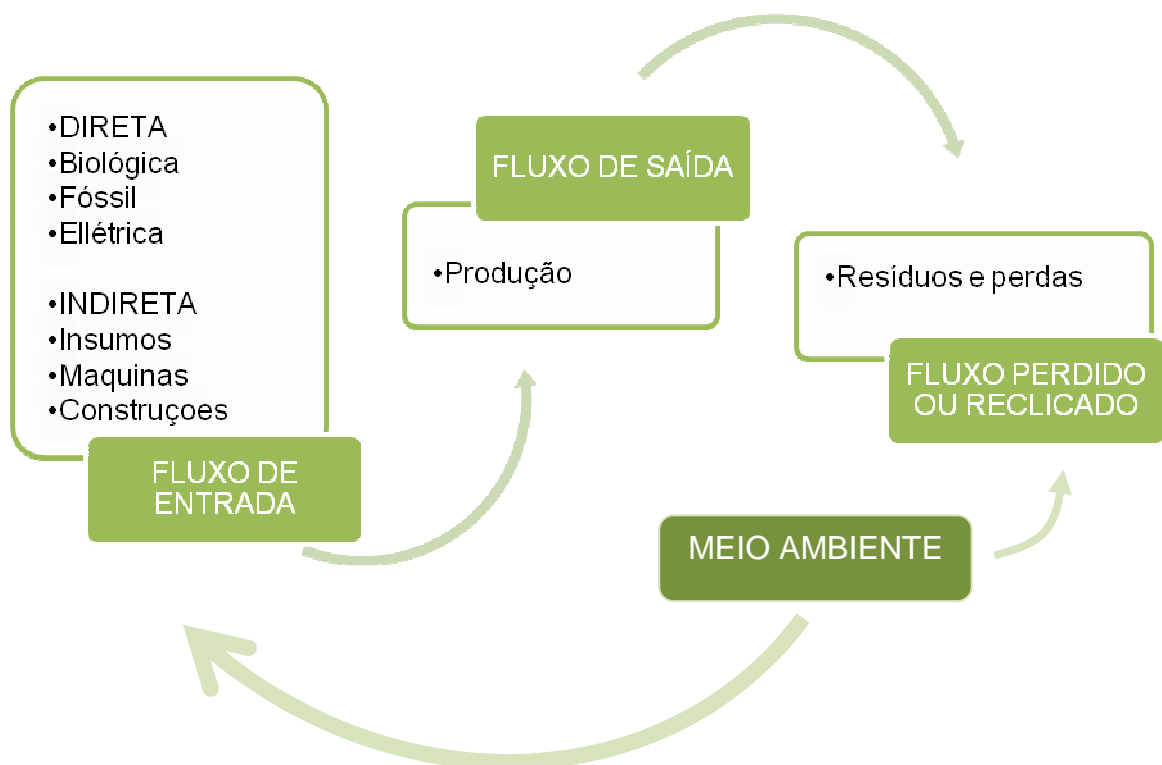 •DIRETA
•Biológica
•Fóssil
•Ellétrica
•INDIRETA
•Insumos
•Maquinas
•Construçoes
FLUXO DE
ENTRADA
FLUXO DE SAÍDA
•Produção
•Resíduos e perdas
FLUXO PERDIDO
OU RECLICADO
MEIO AMBIENTE